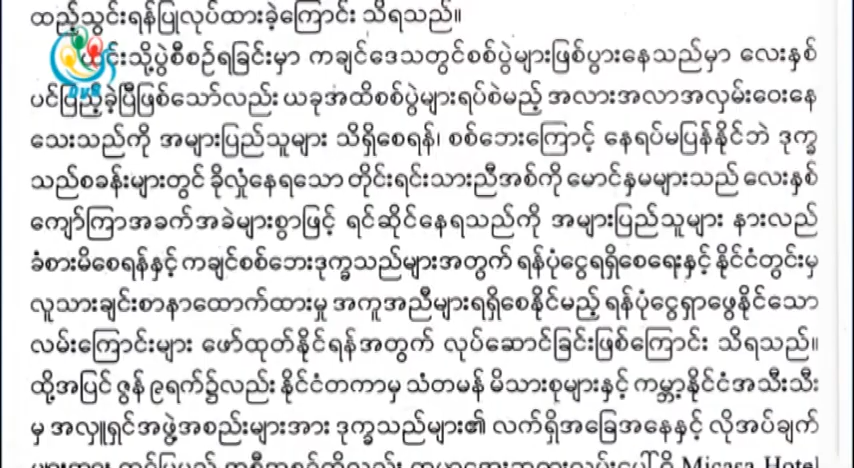 ထည့်သွင်းရန်ပြုလုပ်ထားခဲ့ကြောင်း သိရသည်။
ယင်းသို့ပွဲစီစဉ်ရခြင်းမှာ ကချင်ဒေသတွင်စစ်ပွဲများဖြစ်ပွားနေသည်မှာ လေးနှစ်
ပင်ပြည့်ခဲ့ပြီဖြစ်သော်လည်း ယခုအထိစစ်ပွဲများရပ်စဲမည့် အလားအလာအလှမ်းဝေးနေ
သေးသည်ကို အများပြည်သူများ သိရှိစေရန်၊ စစ်ဘေးကြောင့် နေရပ်မပြန်နိုင်ဘဲ ဒုက္ခ
သည်စခန်းများတွင် ခိုလှုံနေရသော တိုင်းရင်းသားညီအစ်ကို မောင်နှမများသည် လေးနှစ်
ကျော်ကြာအခက်အခဲများစွာဖြင့် ရင်ဆိုင်နေရသည်ကို အများပြည်သူများ နားလည်
ခံစားမိစေရန်နှင့် ကချင်စစ်ဘေးဒုက္ခသည်များအတွက် ရန်ပုံငွေရရှိစေရေးနှင့် နိုင်ငံတွင်းမှ
လူသားချင်းစာနာထောက်ထားမှု အကူအညီများရရှိစေနိုင်မည့် ရန်ပုံငွေရှာဖွေနိုင်သော
လမ်းကြောင်းများ ဖော်ထုတ်နိုင်ရန်အတွက် လုပ်ဆောင်ခြင်းဖြစ်ကြောင်း သိရသည်။
ထို့အပြင် ဇွန် ၉ရက်၌လည်း နိုင်ငံတကာမှ သံတမန် မိသားစုများနှင့် ကမ္ဘာ့နိုင်ငံအသီးသီး
မှ အလှူရှင်အဖွဲ့အစည်းများအား ဒုက္ခသည်များ၏ လက်ရှိအခြေအနေနှင့် လိုအပ်ချက်
Micasa Hotel